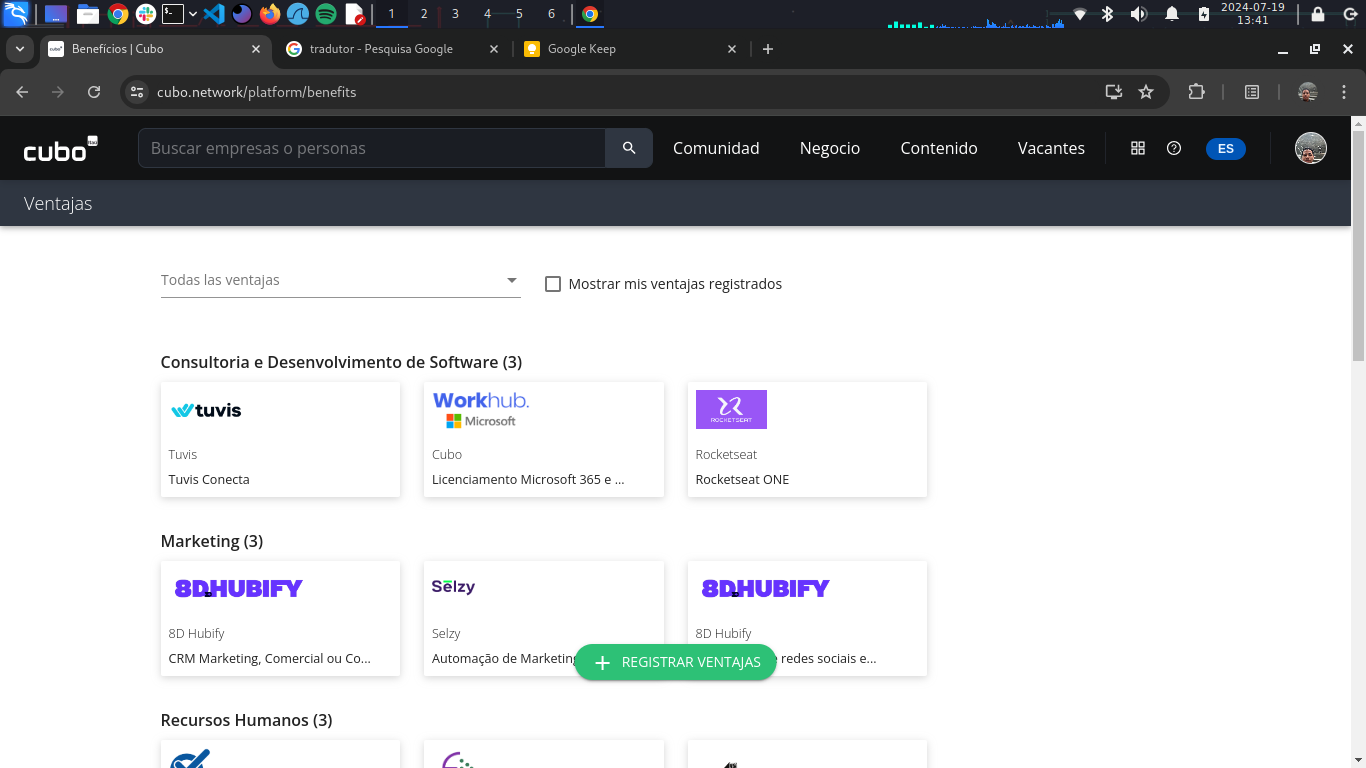 1 2 3 4 5 6
2024-07-19
13:41
Benefícios | Cubo
tradutor - Pesquisa Google
Google Keep
cubo.network/platform/benefits
cubo
Itaú
Buscar empresas o personas
Comunidad
Negocio
Contenido
Vacantes
ES
Ventajas
Todas las ventajas
Mostrar mis ventajas registrados
Consultoria e Desenvolvimento de Software (3)
tuvis
Workhub.
Microsoft
ROCKETSEAT
Tuvis
Cubo
Rocketseat
Tuvis Conecta
Licenciamento Microsoft 365 e ...
Rocketseat ONE
Marketing (3)
8DHUBIFY
Selzy
8DHUBIFY
8D Hubify
Selzy
8D Hubify
CRM Marketing, Comercial ou Co...
Automação de Marketing
redes sociais e...
REGISTRAR VENTAJAS
Recursos Humanos (3)